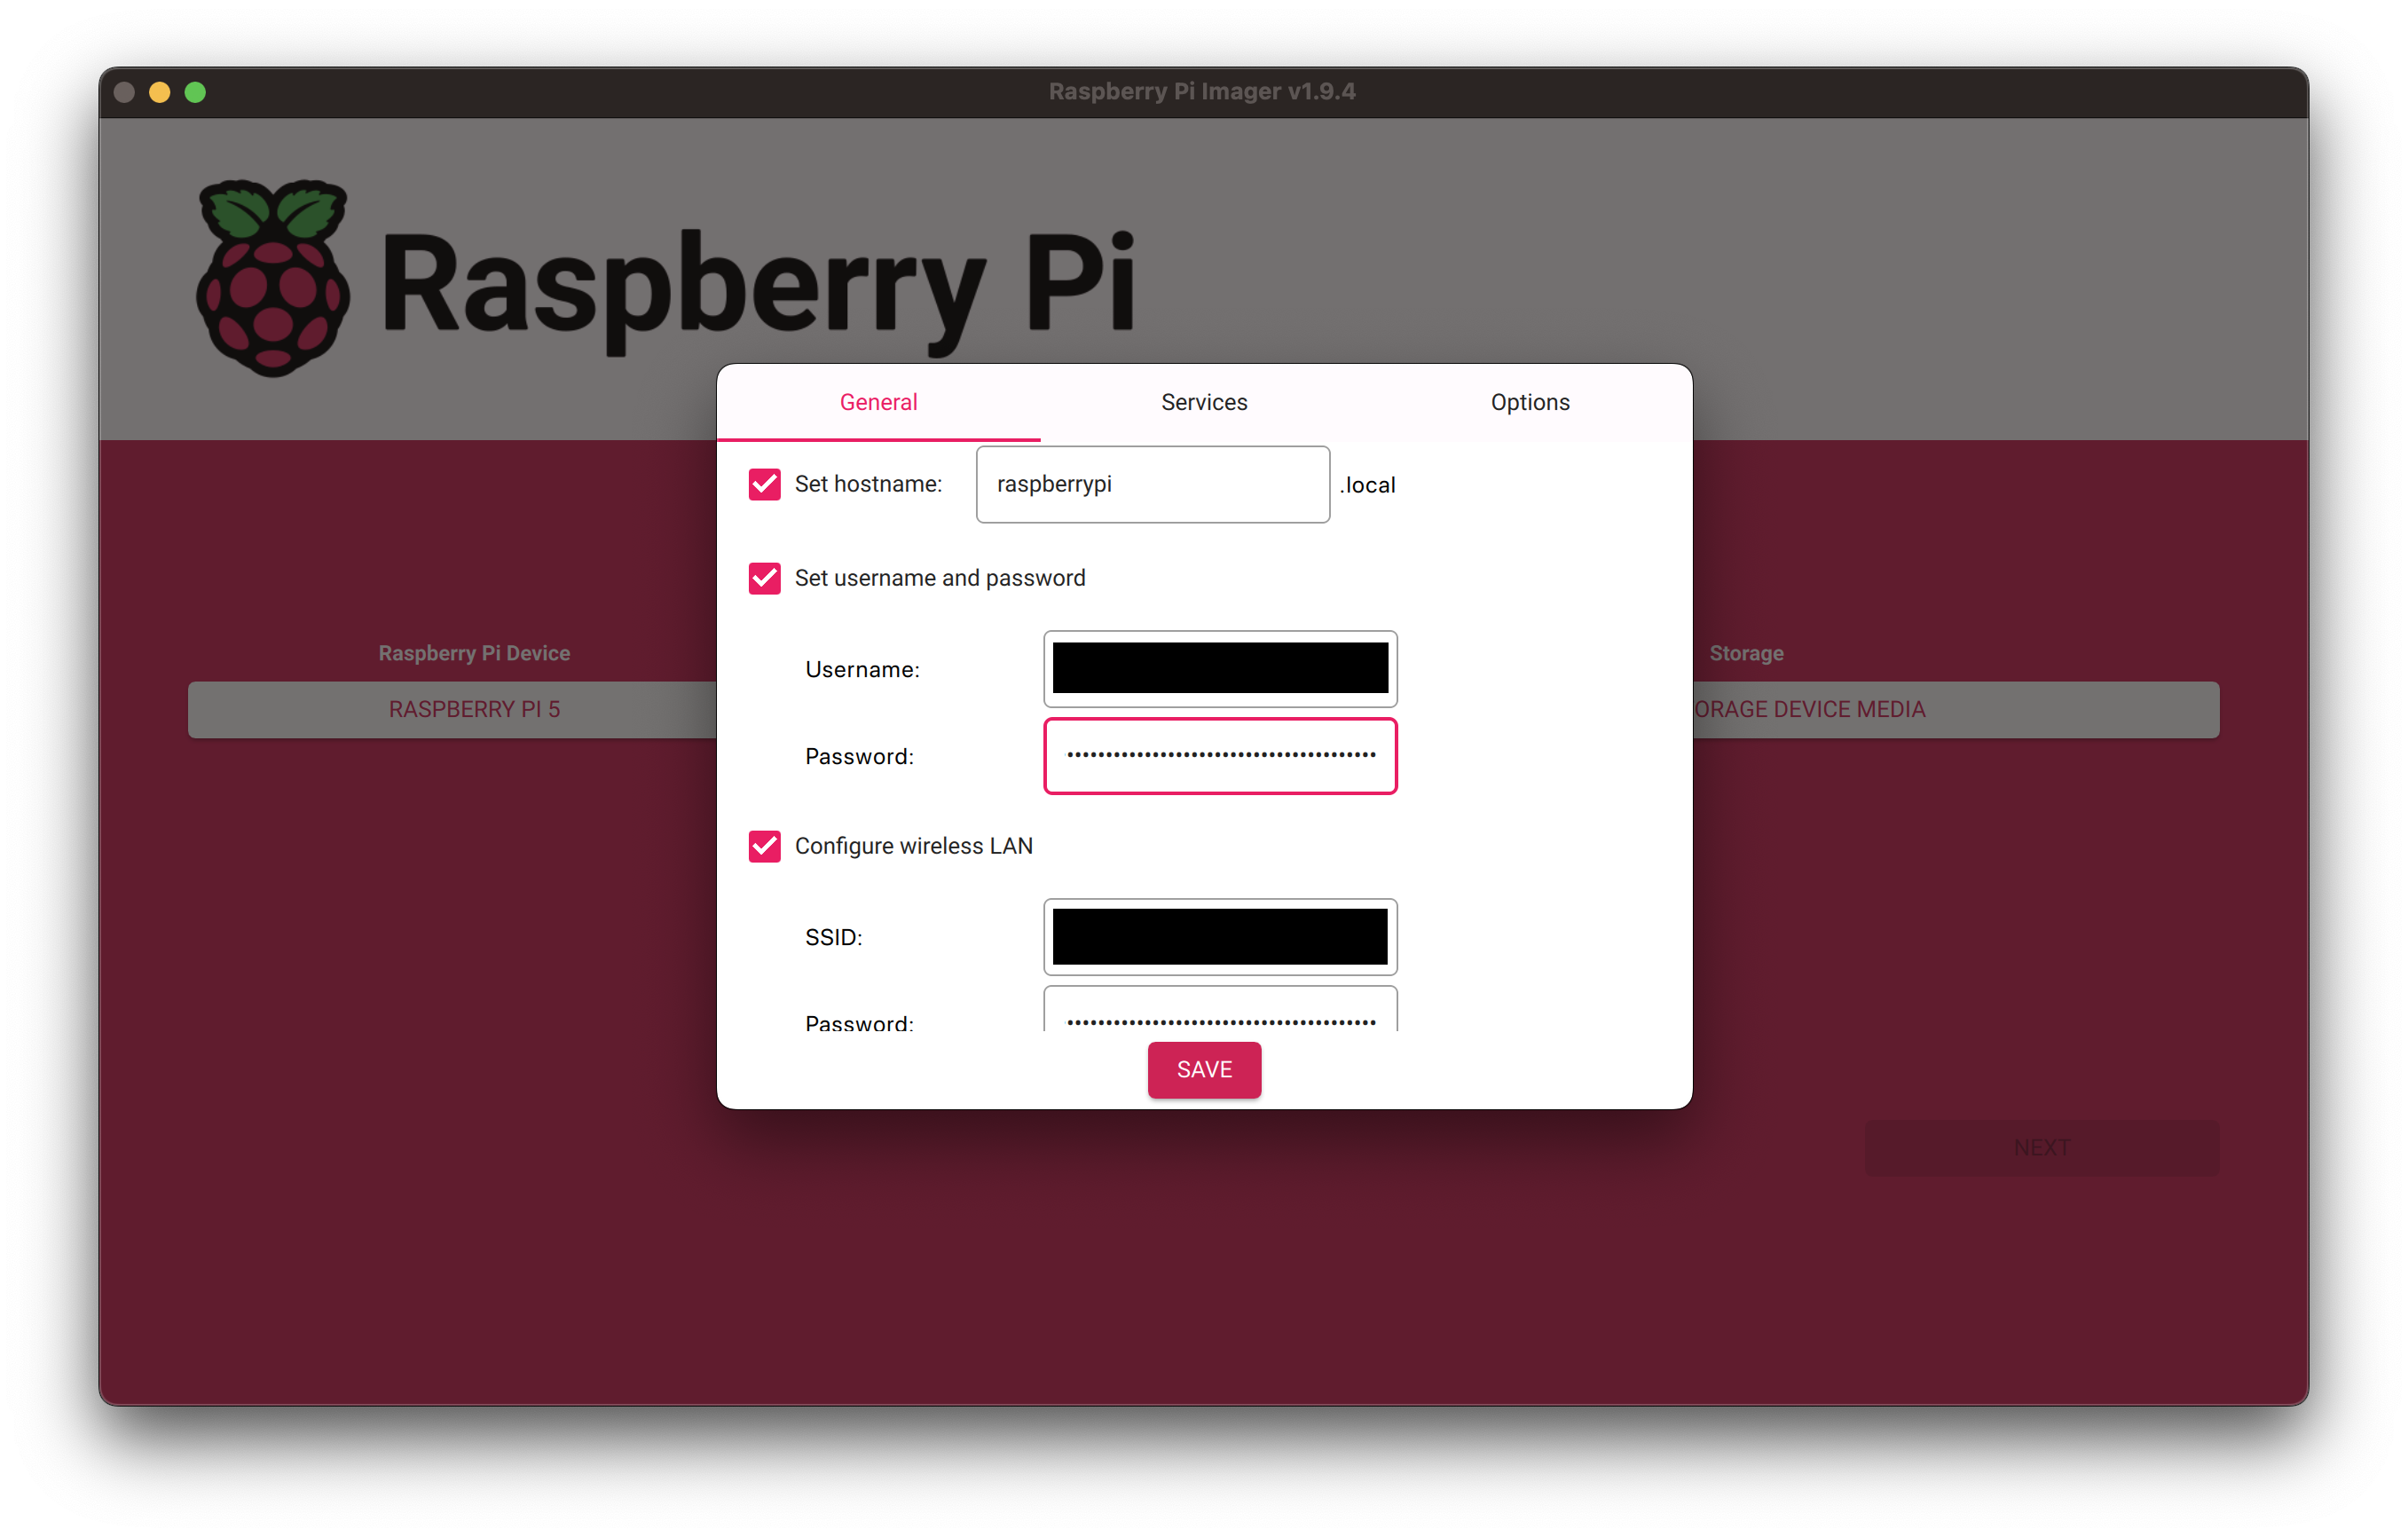 Raspberry Pi Imager v1.9.4
Raspberry Pi
General Services Options
Set hostname: raspberrypi .local
Set username and password
Raspberry Pi Device
Storage
Username:
RASPBERRY PI 5
ORAGE DEVICE MEDIA
Password: ••••••••••••••••••••••••••••••••••••••••
Configure wireless LAN
SSID:
Password: ••••••••••••••••••••••••••••••••••••••••
SAVE
NEXT